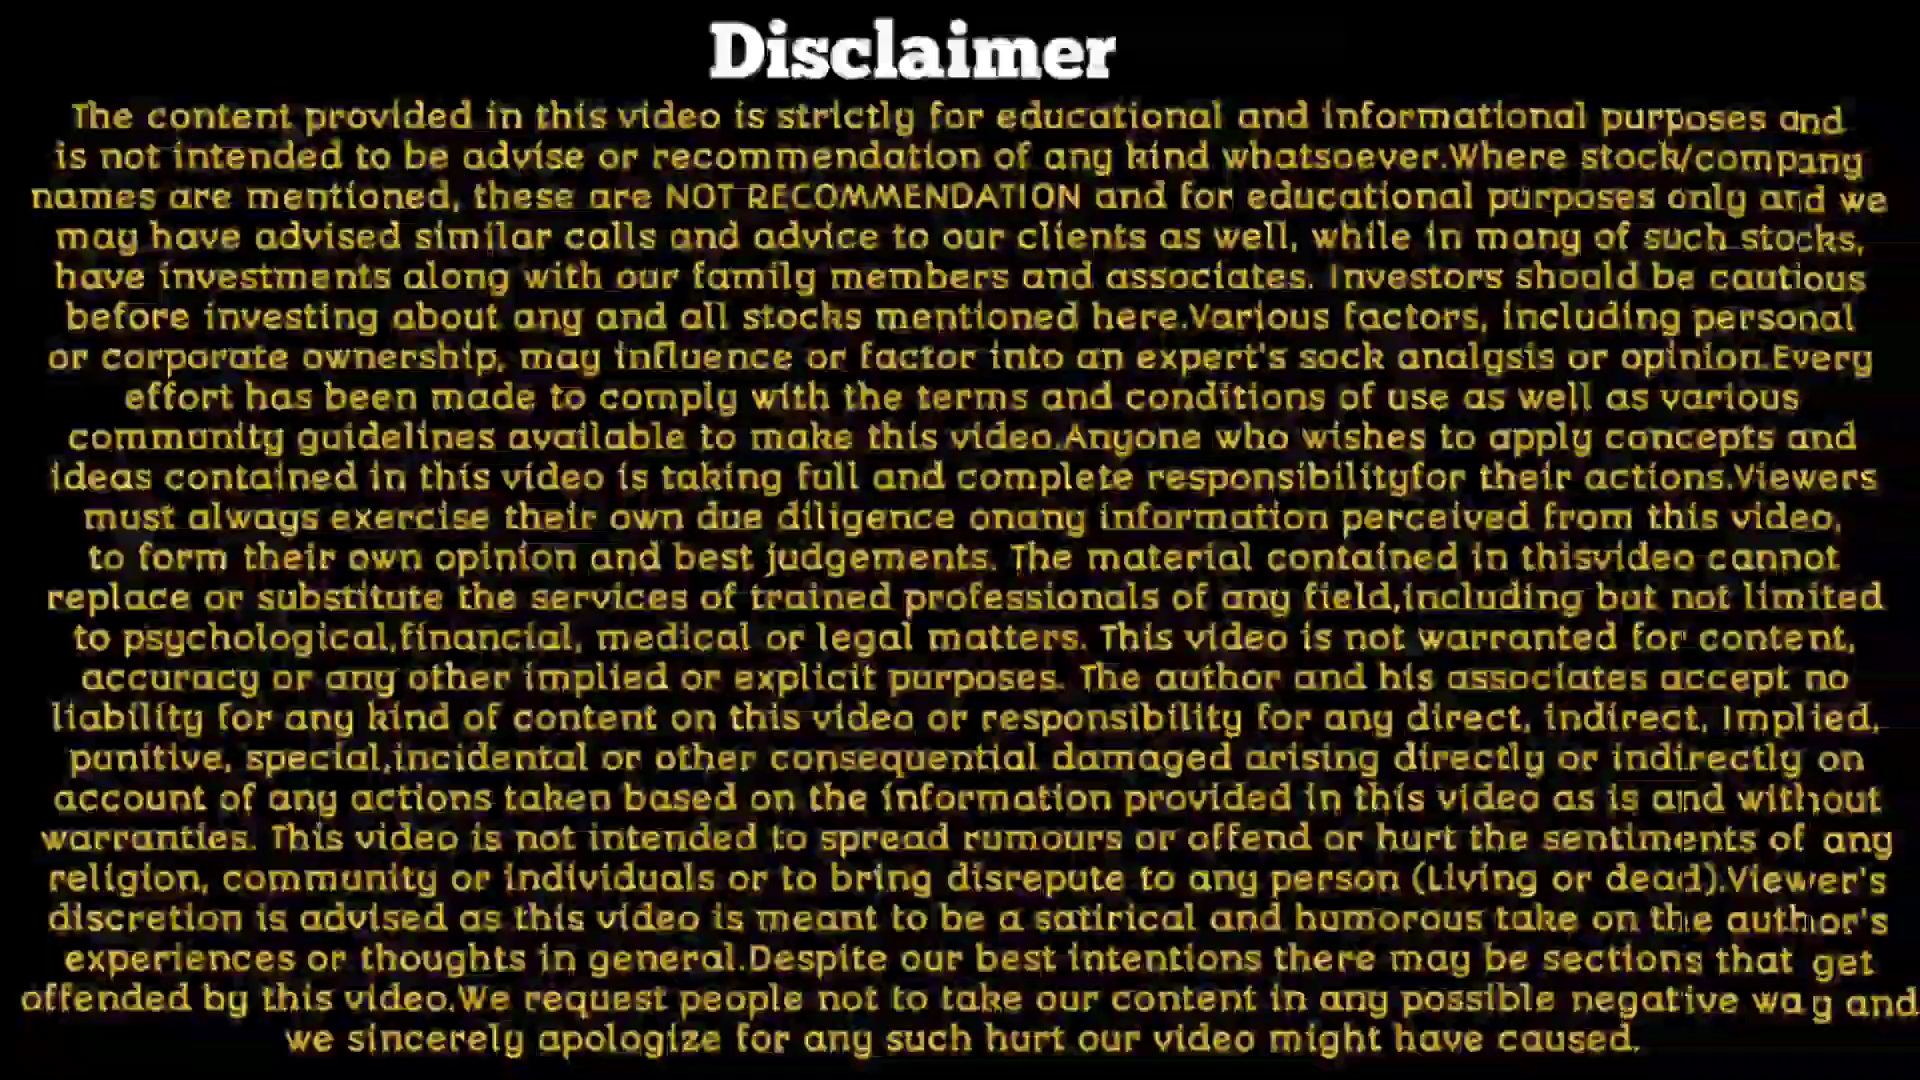 Disclaimer
The content provided in this video is strictly for educational and informational purposes and
is not intended to be advise or recommendation of any kind whatsoever.Where stock/company
names are mentioned, these are NOT RECOMMENDATION and for educational purposes only and we
may have advised similar calls and advice to our clients as well, while in many of such stocks,
have investments along with our family members and associates. Investors should be cautious
before investing about any and all stocks mentioned here.Various factors, including personal
or corporate ownership, may influence or factor into an expert's sock analgsis or opinion.Every
effort has been made to comply with the terms and conditions of use as well as various
community guidelines available to make this video.Anyone who wishes to apply concepts and
ideas contained in this video is taking full and complete responsibilityfor their actions.Viewers
must always exercise their own due diligence onany information perceived from this video,
to form their own opinion and best judgements. The material contained in thisvideo cannot
replace or substitute the services of trained professionals of any field,including but not limited
to psychological,financial, medical or legal matters. This video is not warranted for content,
accuracy or any other implied or explicit purposes. The author and his associates accept no
liability for any kind of content on this video or responsibility for any direct, indirect, Implied,
punitive, special,incidental or other consequential damaged arising directly or indirectly on
account of any actions taken based on the information provided in this video as is and without
warranties. This video is not intended to spread rumours or offend or hurt the sentiments of any
religion, community or individuals or to bring disrepute to any person (Living or dead).Viewer's
discretion is advised as this video is meant to be a satirical and humorous take on the author's
experiences or thoughts in general.Despite our best intentions there may be sections that get
offended by this video.We request people not to take our content in any possible negative way and
we sincerely apologize for any such hurt our video might have caused.